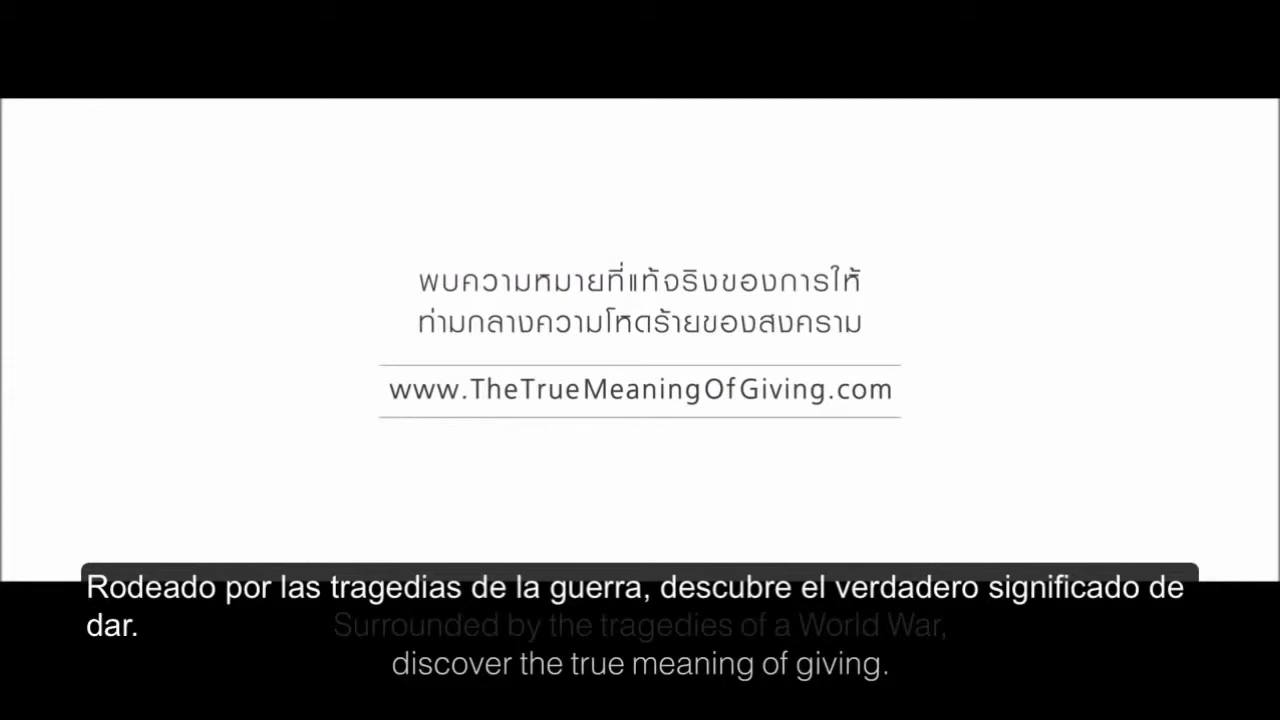 พบความหมายที่แท้จริงของการให้
ท่ามกลางความโหดร้ายของสงคราม
www.TheTrueMeaningOfGiving.com
Rodeado por las tragedias de la guerra, descubre el verdadero significado de
dar.
Surrounded by the tragedies of a World War,
discover the true meaning of giving.